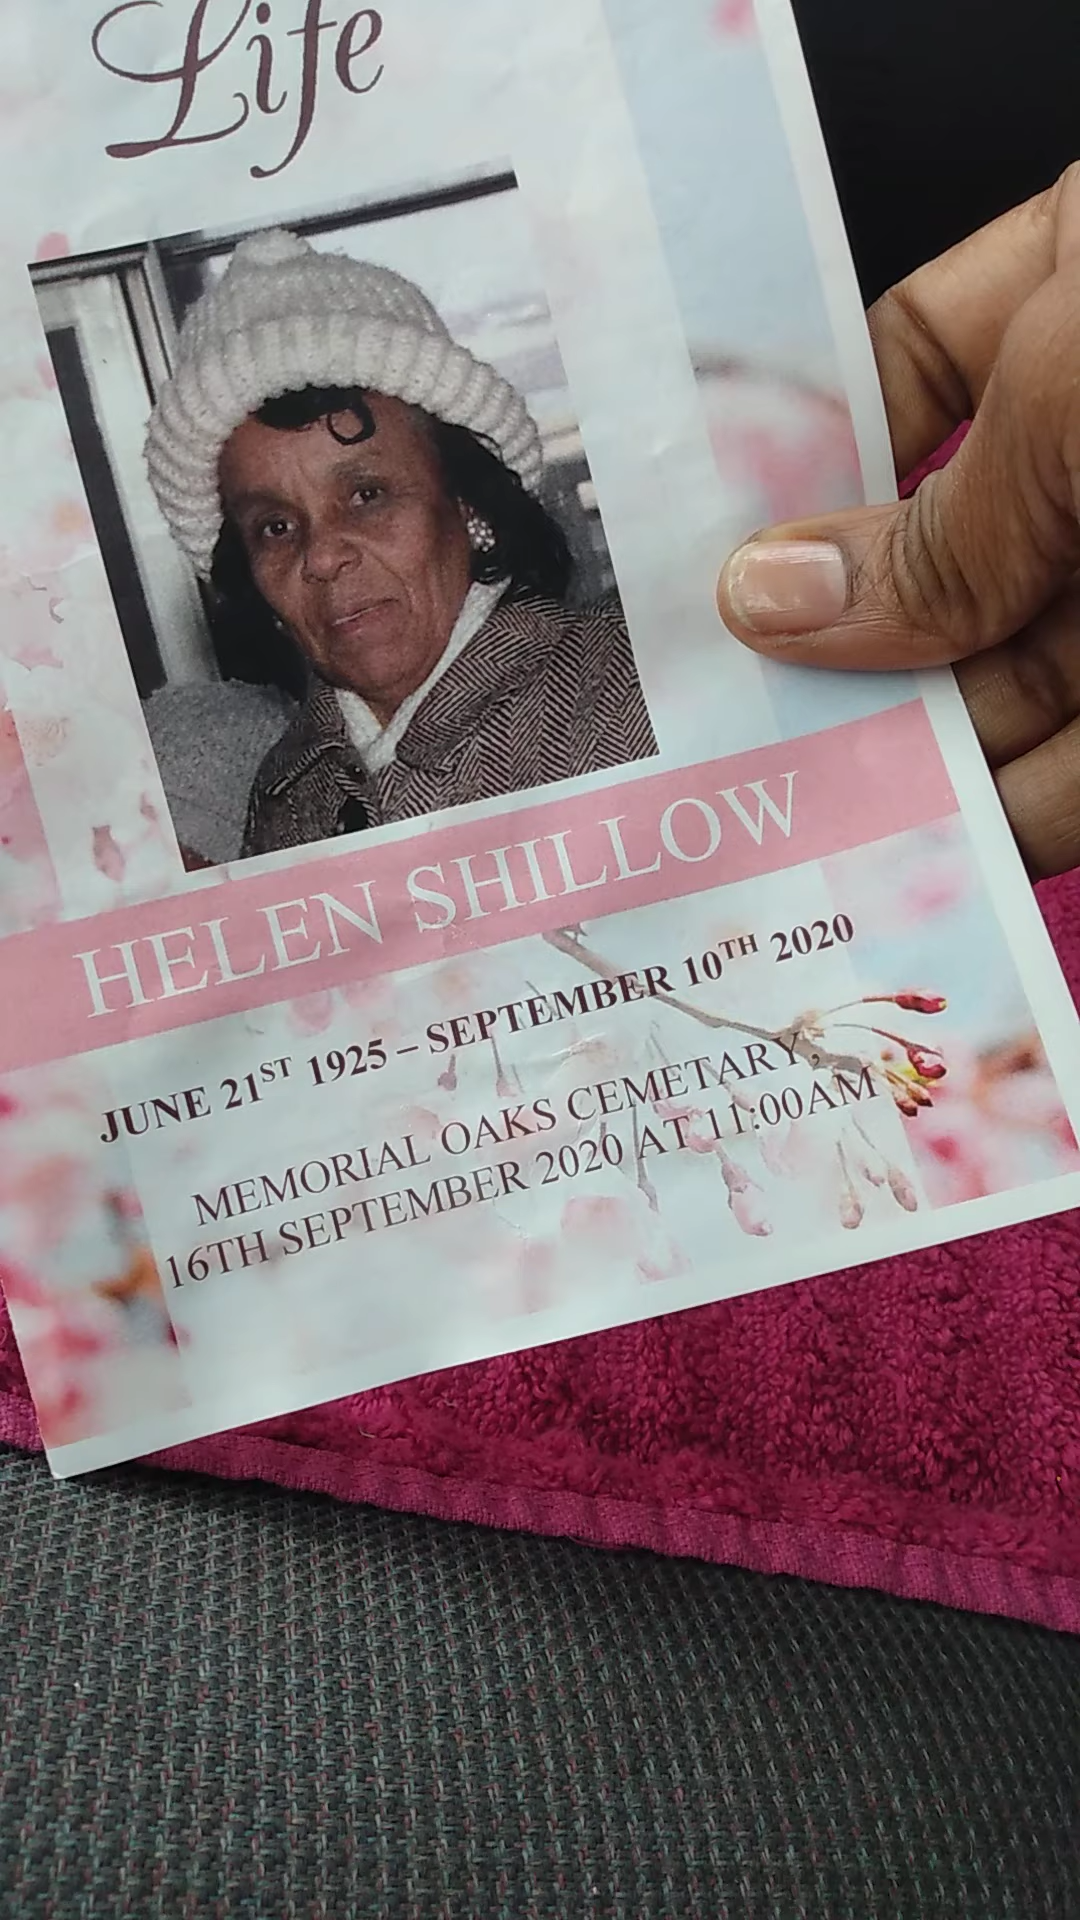 Life
HELEN SHILLOW
JUNE 21ST 1925 – SEPTEMBER 10TH 2020
MEMORIAL OAKS CEMETARY,
16TH SEPTEMBER 2020 AT 11:00AM